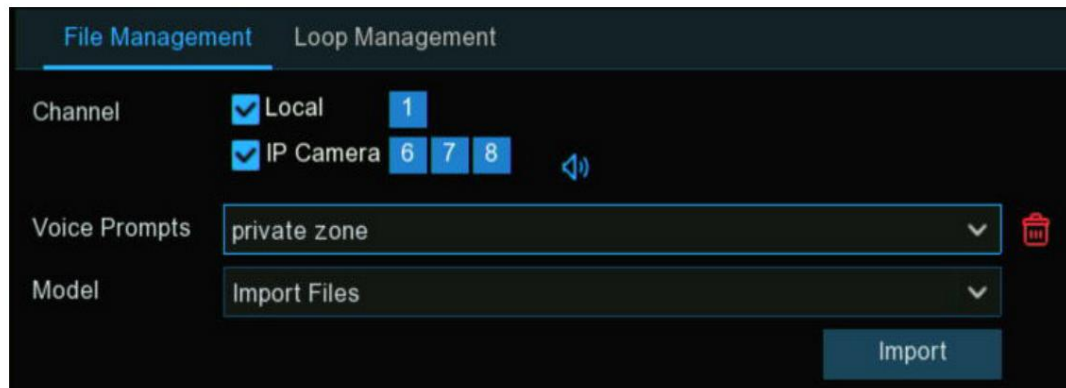 File Management Loop Management
Channel Local 1
IP Camera 6 7 8
Voice Prompts private zone
Model Import Files
Import